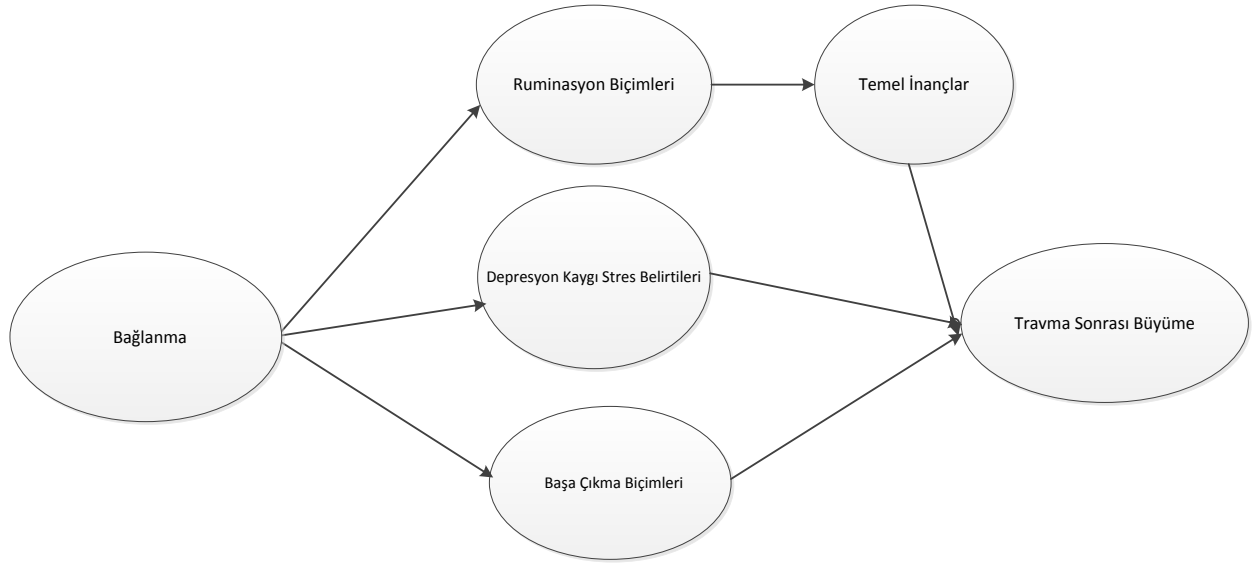 Ruminasyon Biçimleri
Temel İnançlar
Depresyon Kaygı Stres Belirtileri
Bağlanma
Travma Sonrası Büyüme
Başa Çıkma Biçimleri